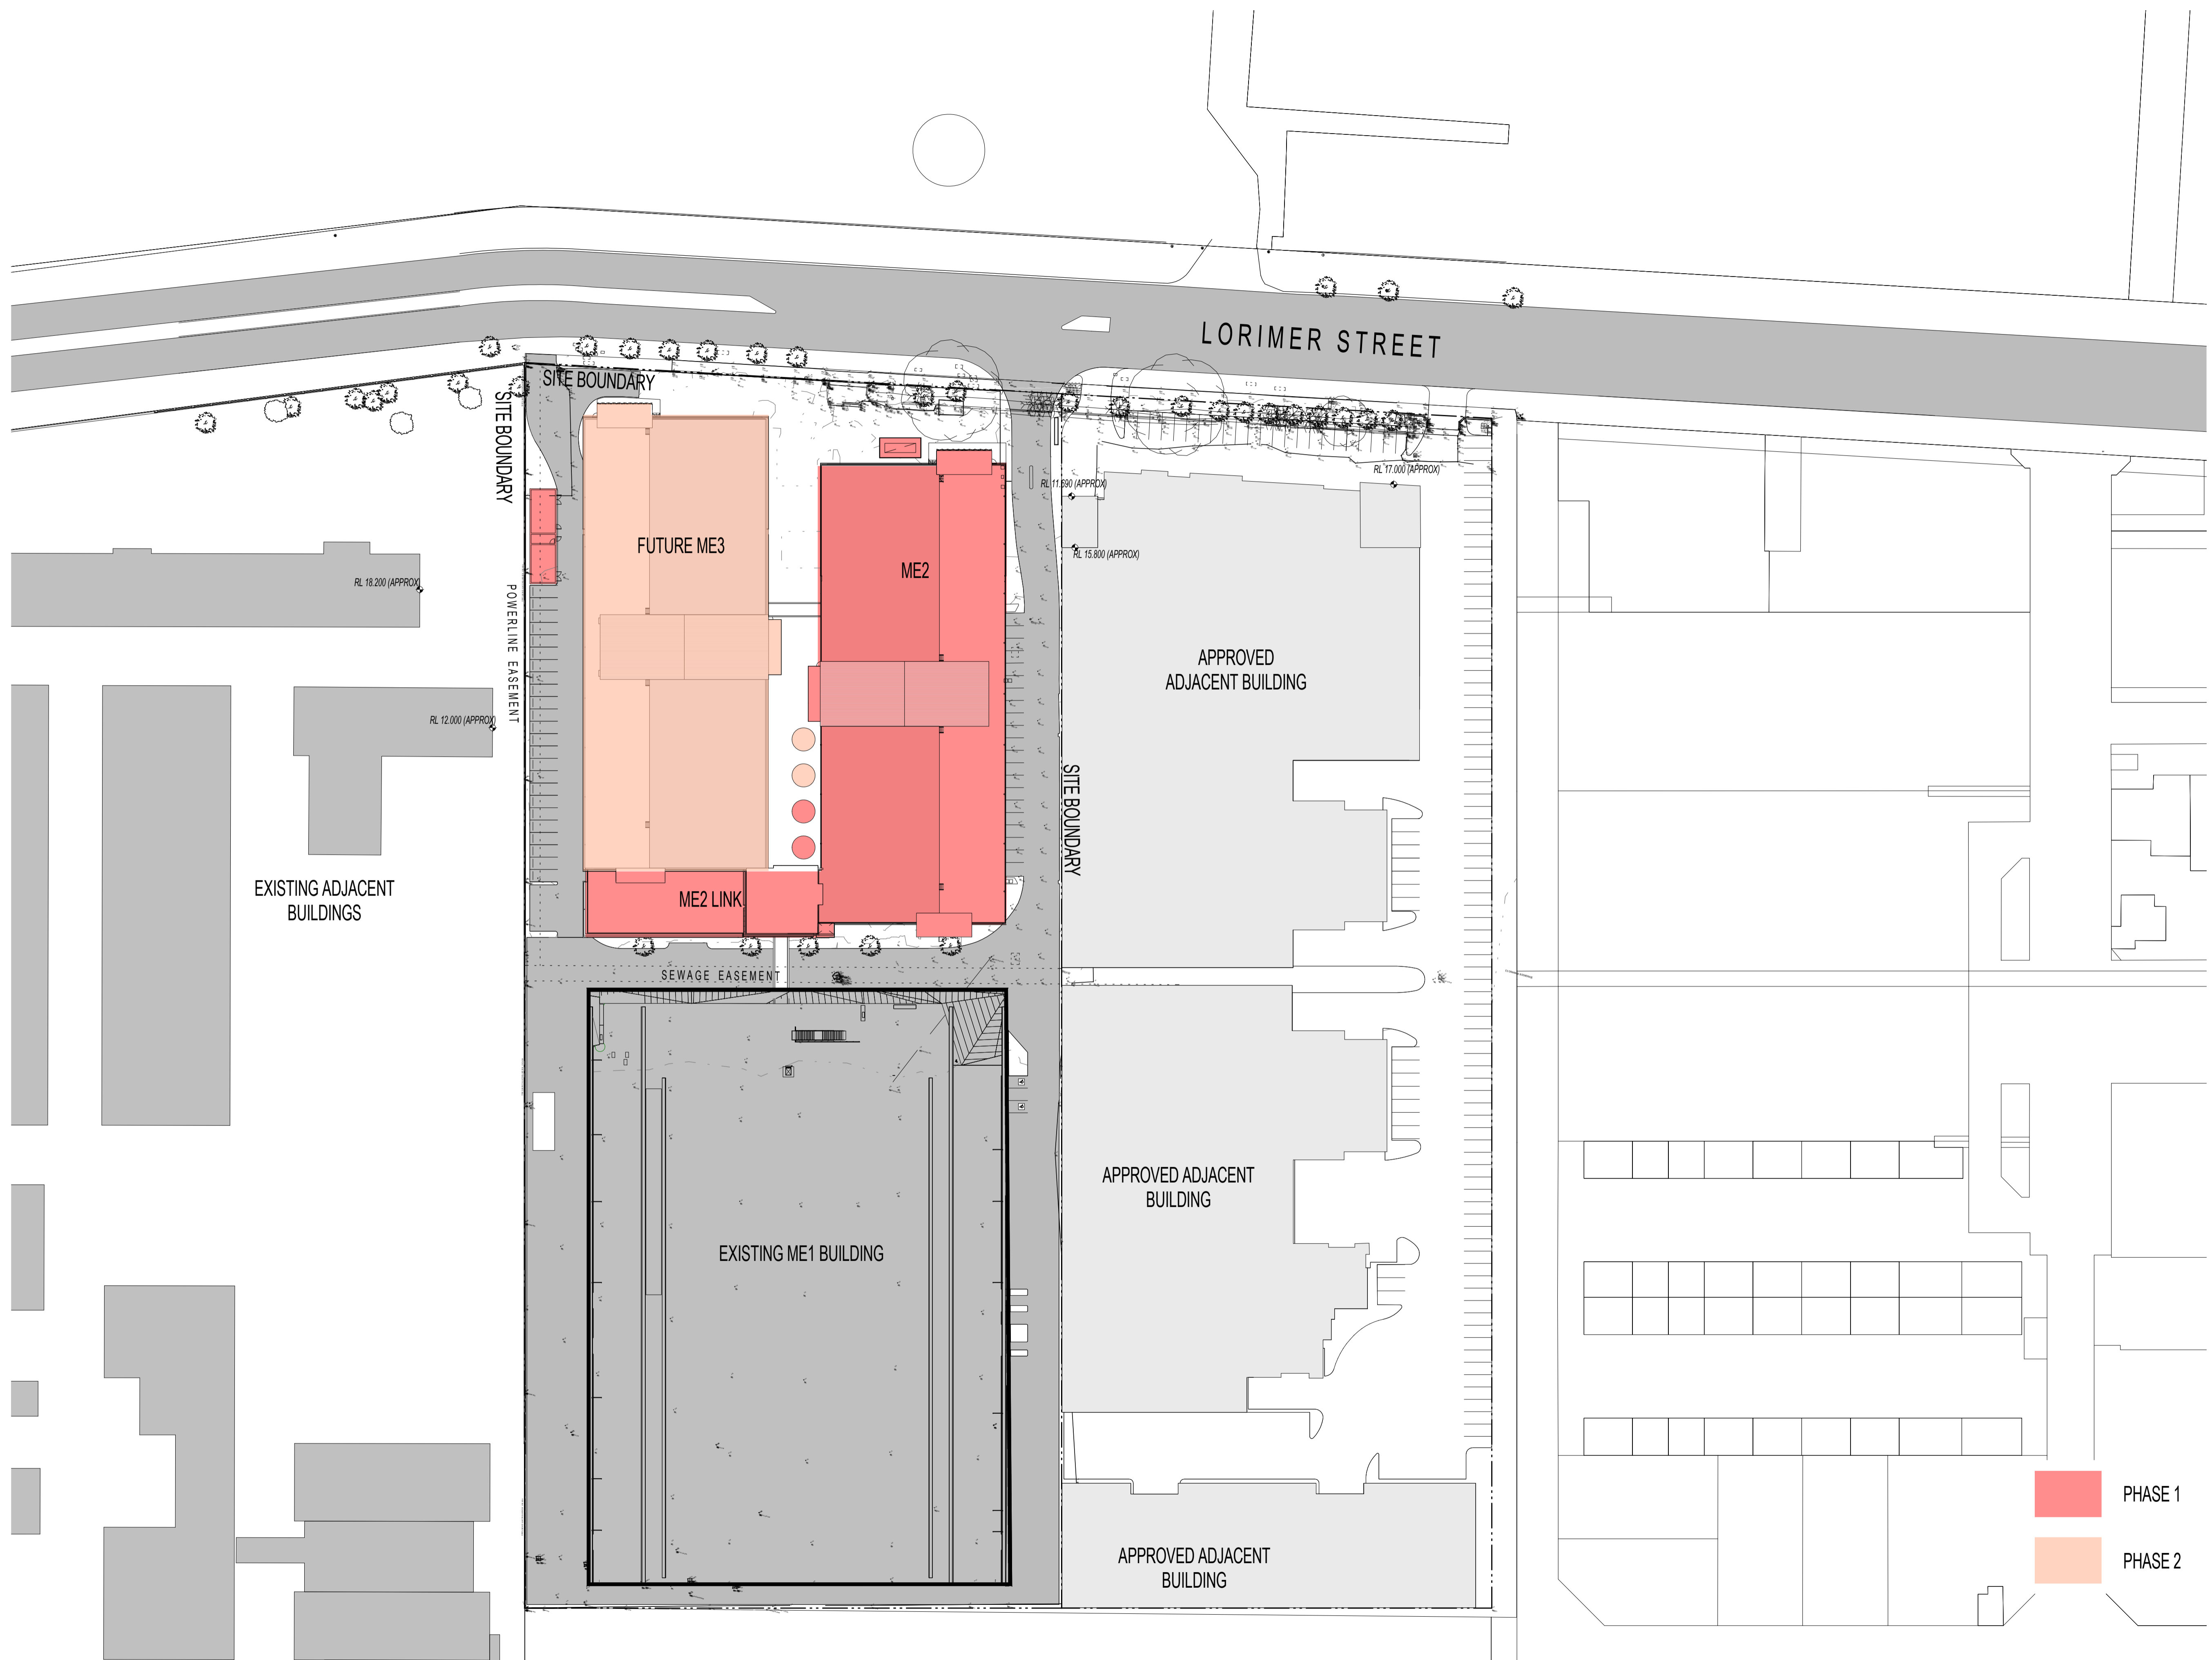 LORIMER STREET
SITE BOUNDARY
SITE BOUNDARY
RL 17.000 (APPROX)
RL 11.690 (APPROX)
FUTURE ME3
RL 15.800 (APPROX)
ME2
RL 18.200 (APPROX)
POWERLINE EASEMENT
APPROVED
ADJACENT BUILDING
RL 12.000 (APPROX)
SITE BOUNDARY
EXISTING ADJACENT
BUILDINGS
ME2 LINK
SEWAGE EASEMENT
APPROVED ADJACENT
BUILDING
EXISTING ME1 BUILDING
PHASE 1
APPROVED ADJACENT
BUILDING
PHASE 2